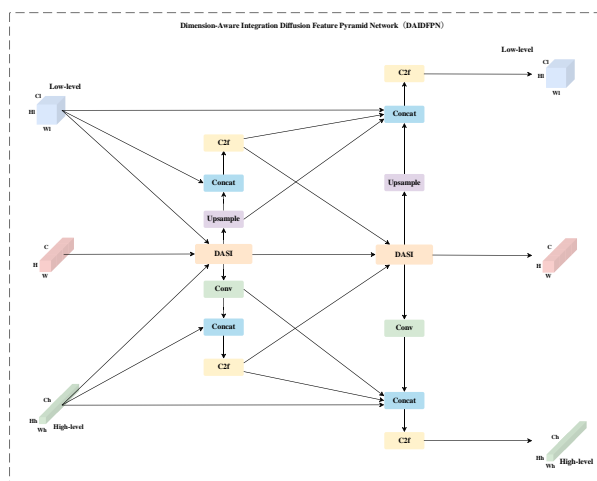 Dimension-Aware Integration Diffusion Feature Pyramid Network（DAIDFPN）
Low-level
C2f
Cl
Hl
Wl
Low-level
Cl
Hl
Wl
Concat
C2f
Concat
Upsample
Upsample
C
H
W
DASI
DASI
C
H
W
Conv
Concat
Conv
C2f
Ch
Hh
Wh
High-level
Concat
C2f
Ch
Hh
Wh
High-level